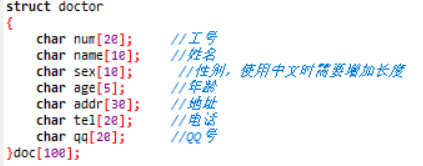 struct doctor
{
char num[20]; //工号
char name[10]; //姓名
char sex[10]; //性别，使用中文时需要增加长度
char age[5]; //年龄
char addr[30]; //地址
char tel[20]; //电话
char qq[20]; //QQ号
}doc[100];